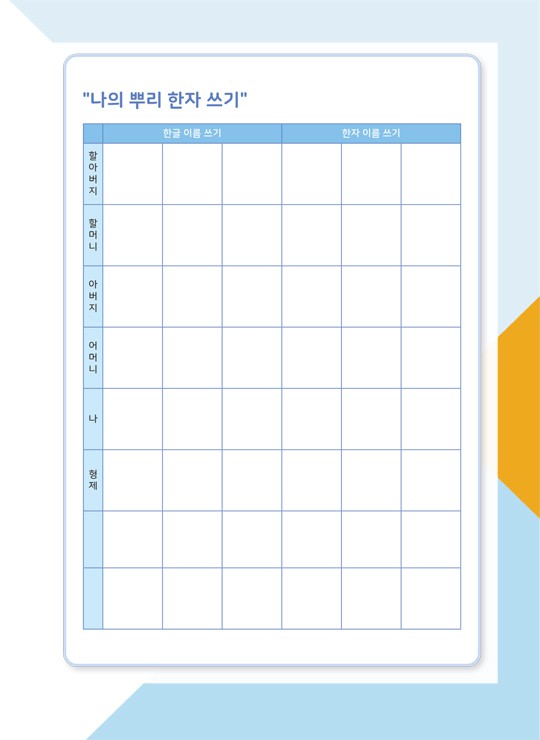 "나의 뿌리 한자 쓰기"
한글 이름 쓰기 한자 이름 쓰기
할아버지
할머니
아버지
어머니
나
형제